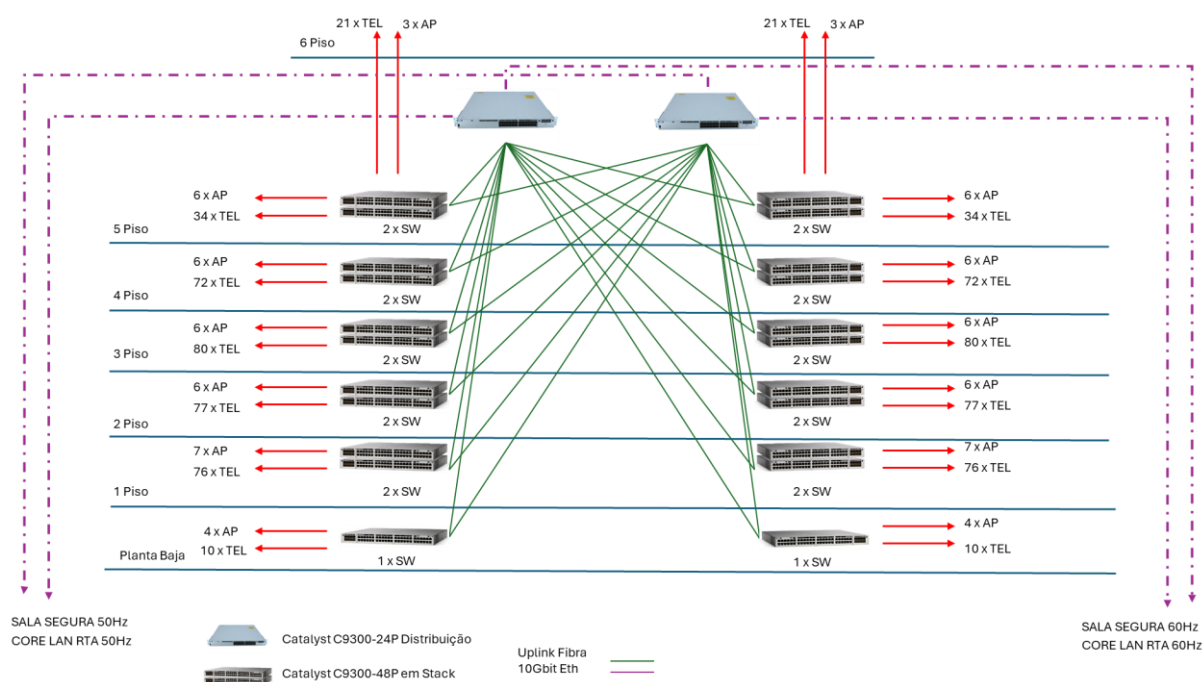 21 x TEL
3 x AP
21 x TEL
3 x AP
6 Piso
6 x AP
34 x TEL
2 x SW
2 x SW
6 x AP
34 x TEL
5 Piso
6 x AP
72 x TEL
2 x SW
2 x SW
6 x AP
72 x TEL
4 Piso
6 x AP
80 x TEL
2 x SW
2 x SW
6 x AP
80 x TEL
3 Piso
6 x AP
77 x TEL
2 x SW
2 x SW
6 x AP
77 x TEL
2 Piso
7 x AP
76 x TEL
2 x SW
2 x SW
7 x AP
76 x TEL
1 Piso
4 x AP
10 x TEL
1 x SW
1 x SW
4 x AP
10 x TEL
Planta Baja
SALA SEGURA 50Hz
CORE LAN RTA 50Hz
SALA SEGURA 60Hz
CORE LAN RTA 60Hz
Catalyst C9300-24P Distribuição
Catalyst C9300-48P em Stack
Uplink Fibra
10Gbit Eth